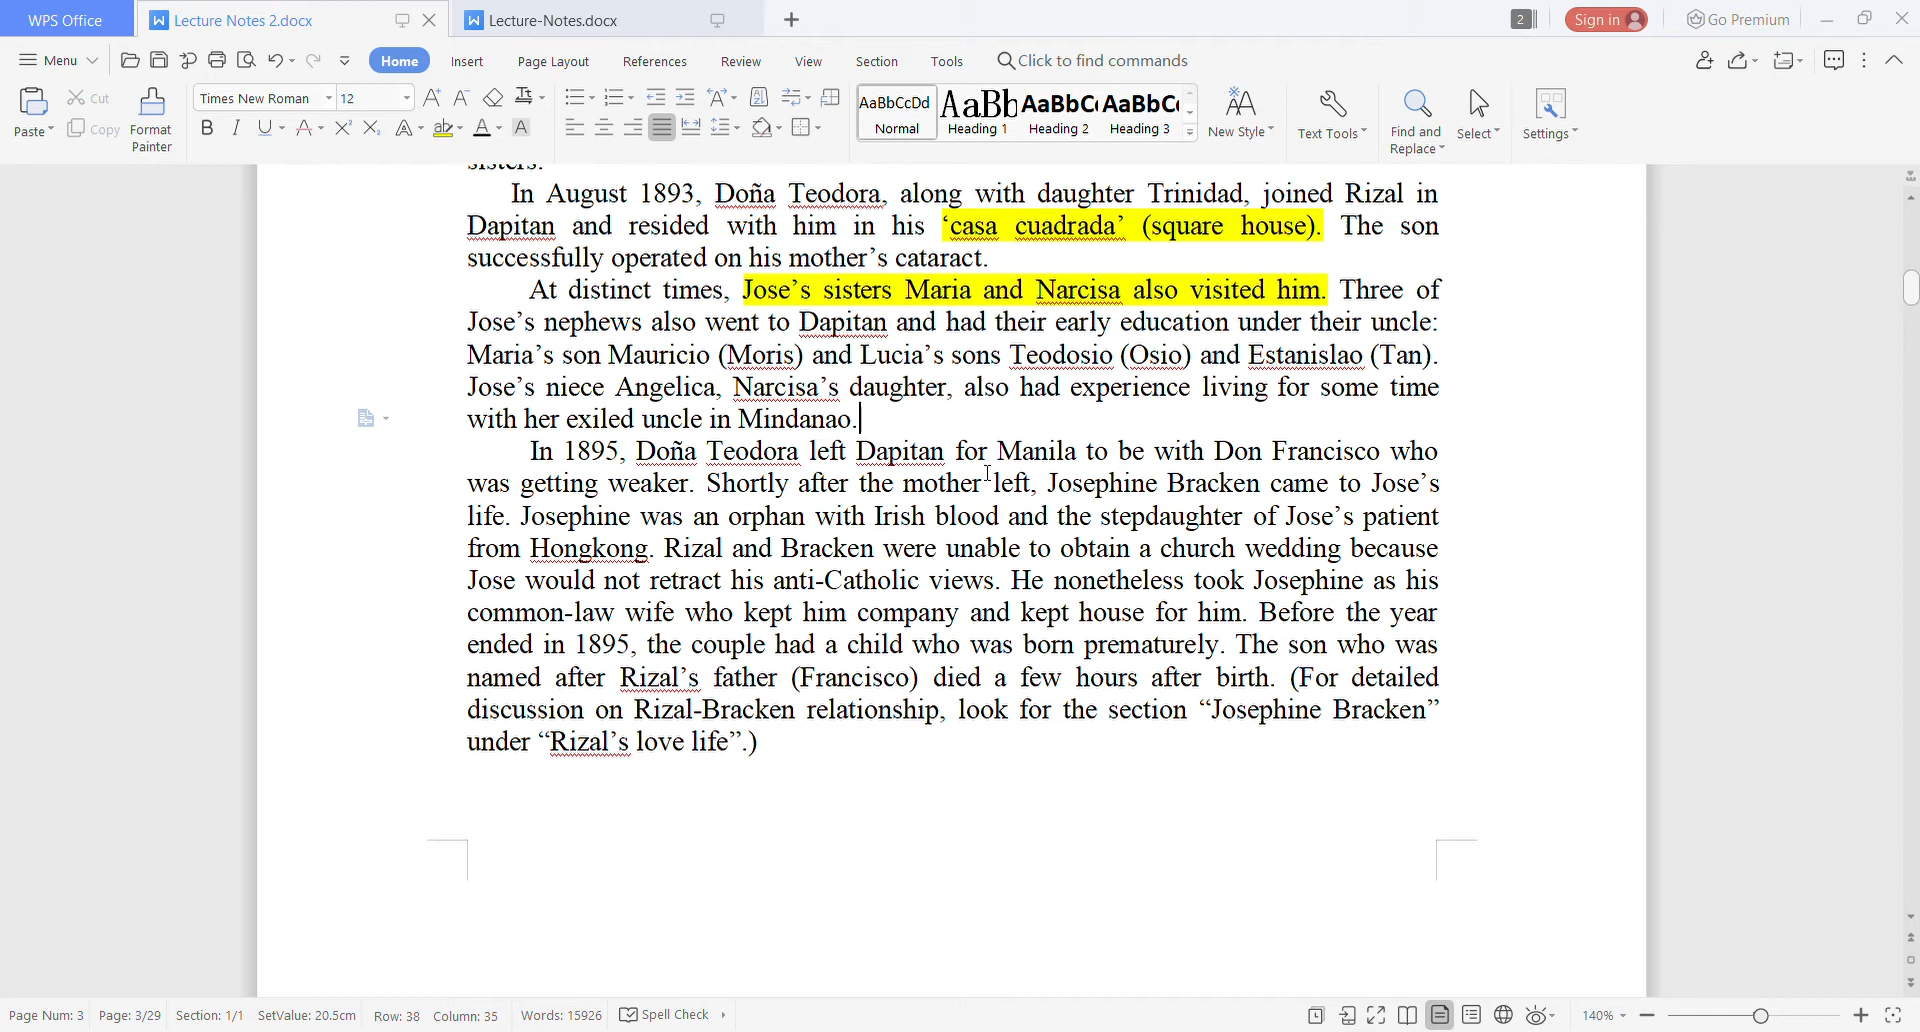 WPS Office
Lecture Notes 2.docx
Lecture-Notes.docx
2
Sign in
Go Premium
Menu
Home
Insert
Page Layout
References
Review
View
Section
Tools
Click to find commands
Paste
Cut
Copy
Format Painter
Times New Roman
12
AaBbCcDd
Normal
AaBb
Heading 1
AaBbC
Heading 2
AaBbC
Heading 3
New Style
Text Tools
Find and Replace
Select
Settings
sisters.
In August 1893, Doña Teodora, along with daughter Trinidad, joined Rizal in
Dapitan and resided with him in his ‘casa cuadrada’ (square house). The son
successfully operated on his mother’s cataract.
At distinct times, Jose’s sisters Maria and Narcisa also visited him. Three of
Jose’s nephews also went to Dapitan and had their early education under their uncle:
Maria’s son Mauricio (Moris) and Lucia’s sons Teodosio (Osio) and Estanislao (Tan).
Jose’s niece Angelica, Narcisa’s daughter, also had experience living for some time
with her exiled uncle in Mindanao.
In 1895, Doña Teodora left Dapitan for Manila to be with Don Francisco who
was getting weaker. Shortly after the mother left, Josephine Bracken came to Jose’s
life. Josephine was an orphan with Irish blood and the stepdaughter of Jose’s patient
from Hongkong. Rizal and Bracken were unable to obtain a church wedding because
Jose would not retract his anti-Catholic views. He nonetheless took Josephine as his
common-law wife who kept him company and kept house for him. Before the year
ended in 1895, the couple had a child who was born prematurely. The son who was
named after Rizal’s father (Francisco) died a few hours after birth. (For detailed
discussion on Rizal-Bracken relationship, look for the section “Josephine Bracken”
under “Rizal’s love life”.)
Page Num: 3
Page: 3/29
Section: 1/1
SetValue: 20.5cm
Row: 38
Column: 35
Words: 15926
Spell Check
140%